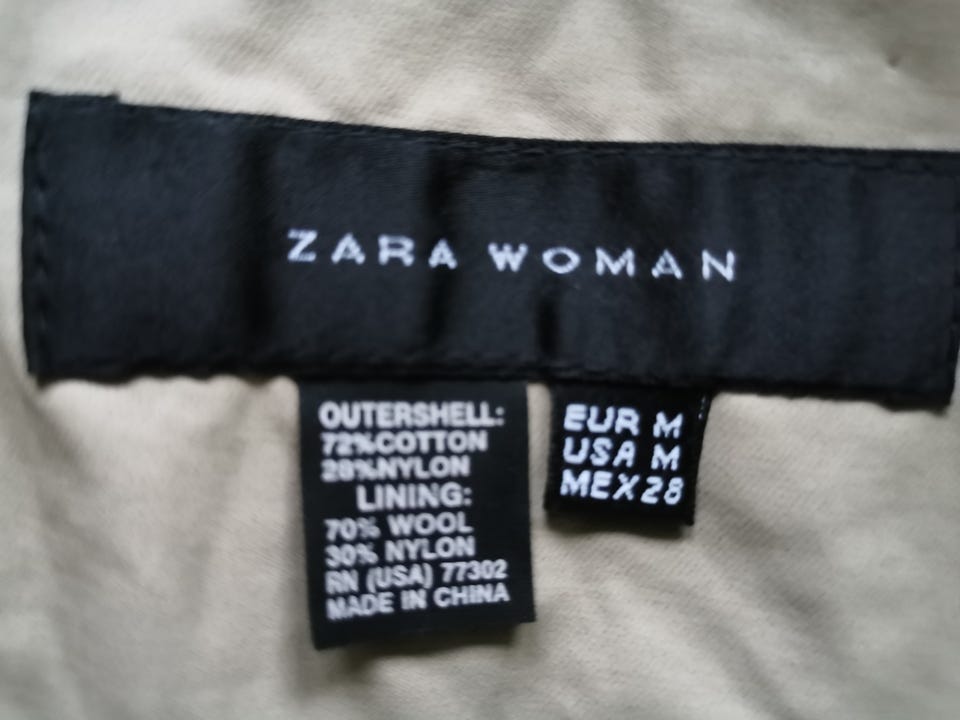 ZARA WOMAN
OUTERSHELL:
72%COTTON
28%NYLON
LINING:
70% WOOL
30% NYLON
RN (USA) 77302
MADE IN CHINA
EUR M
USA M
MEX 28